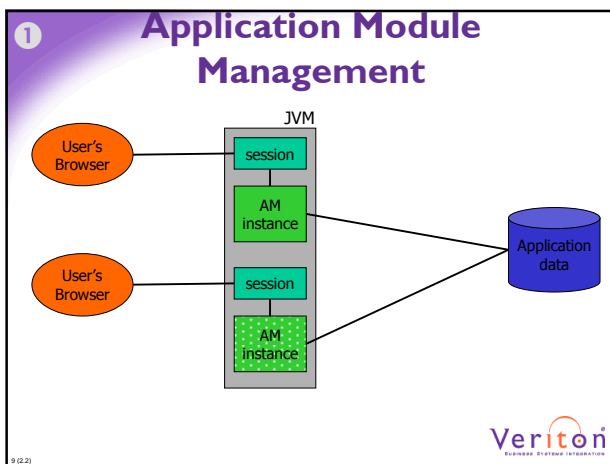 1
Application Module
Management
JVM
User's
Browser
session
AM
instance
Application
data
User's
Browser
session
AM
instance
Veriton®
BUSINESS SYSTEMS INTEGRATION
9 (2.2)